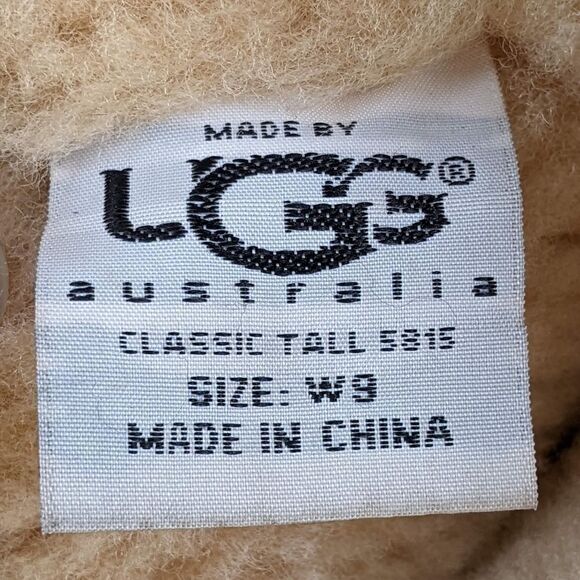 MADE BY
UGG®
australia
CLASSIC TALL 5815
SIZE: W9
MADE IN CHINA